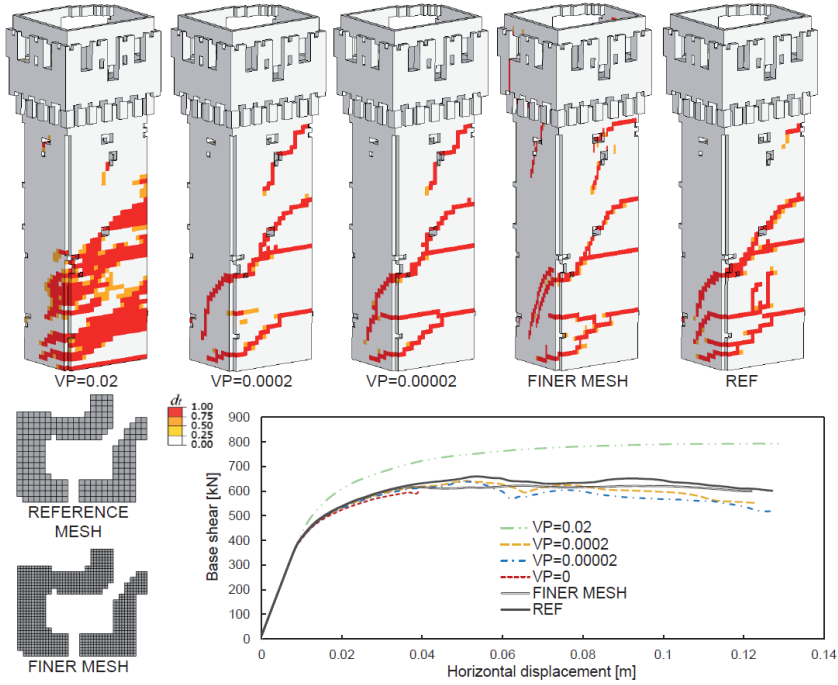 VP=0.02 VP=0.0002 VP=0.00002 FINER MESH REF
REFERENCE
MESH
FINER MESH
dt
1.00
0.75
0.50
0.25
0.00
Base shear [kN]
900
800
700
600
500
400
300
200
100
0
VP=0.02
VP=0.0002
VP=0.00002
VP=0
FINER MESH
REF
0 0.02 0.04 0.06 0.08 0.1 0.12 0.14
Horizontal displacement [m]